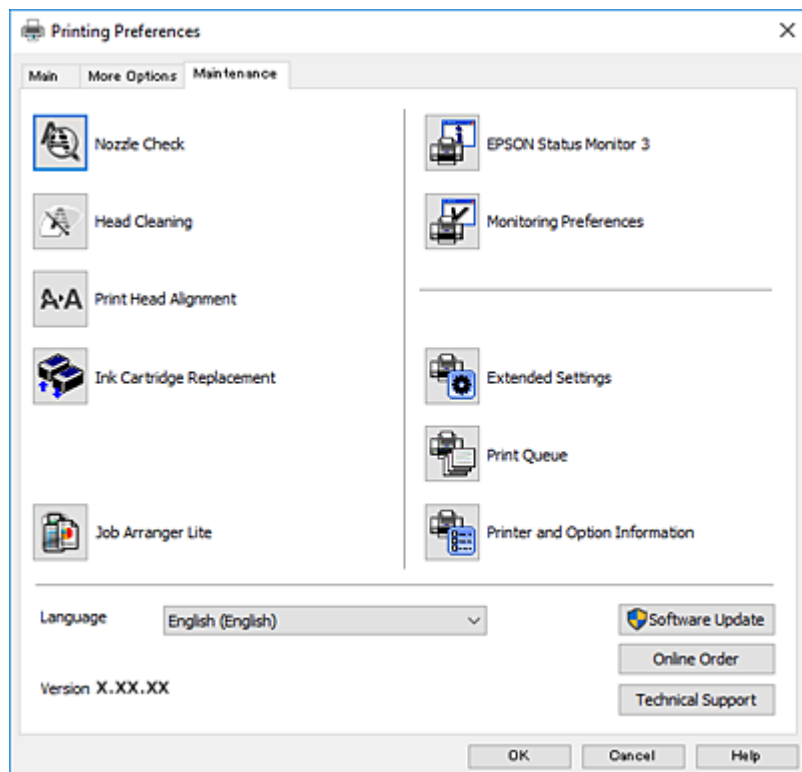 Printing Preferences
Main
More Options
Maintenance
Nozzle Check
Head Cleaning
A·A
Print Head Alignment
Ink Cartridge Replacement
Job Arranger Lite
EPSON Status Monitor 3
Monitoring Preferences
Extended Settings
Print Queue
Printer and Option Information
Language
English (English)
Software Update
Online Order
Version X.XX.XX
Technical Support
OK
Cancel
Help